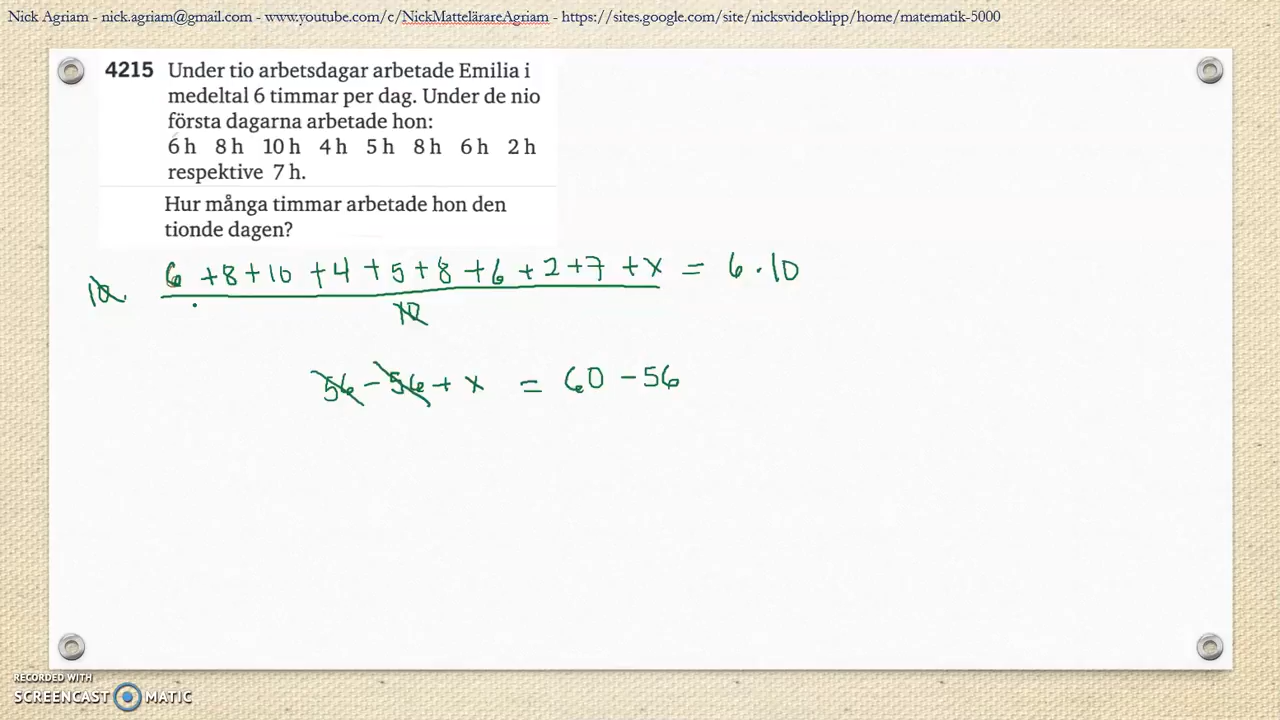 Nick Agriam - nick.agriam@gmail.com - www.youtube.com/c/NickMattelärareAgriam - https://sites.google.com/site/nicksvideoklipp/home/matematik-5000
4215 Under tio arbetsdagar arbetade Emilia i
medeltal 6 timmar per dag. Under de nio
första dagarna arbetade hon:
6 h 8 h 10 h 4 h 5 h 8 h 6 h 2 h
respektive 7 h.
Hur många timmar arbetade hon den
tionde dagen?
6 + 8 + 10 + 4 + 5 + 8 + 6 + 2 + 7 + x = 6 · 10
10
10
56 - 56 + x = 60 - 56
RECORDED WITH
SCREENCAST MATIC